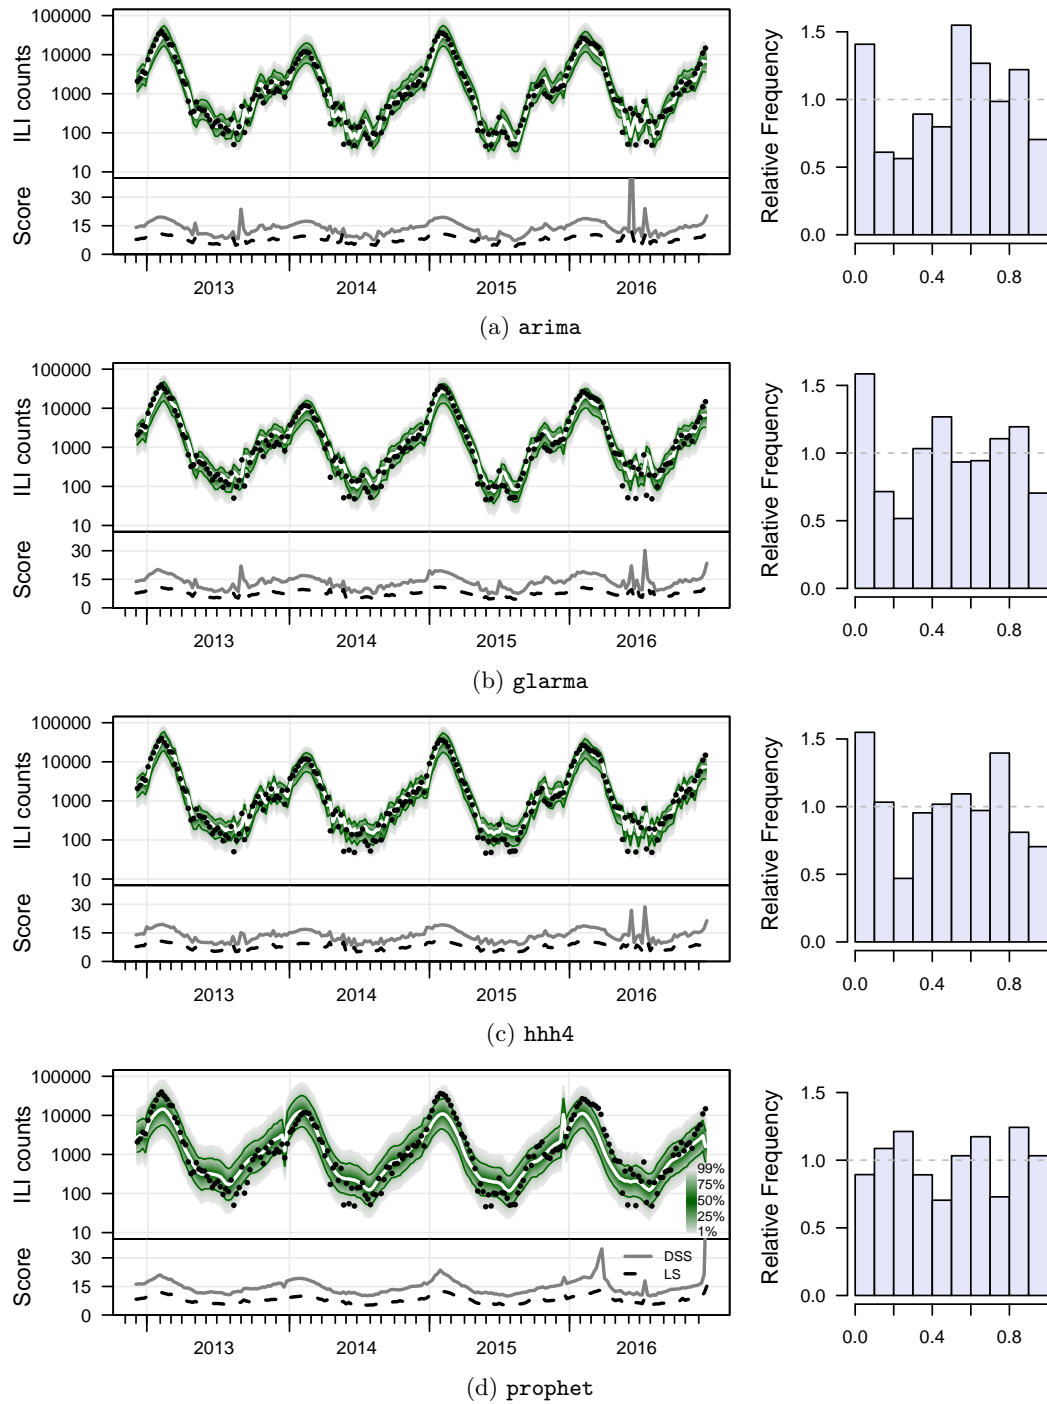 100000
10000
1000
100
10
ILI counts
30
15
0
Score
2013 2014 2015 2016
1.5
1.0
0.5
0.0
Relative Frequency
0.0 0.4 0.8
(a) arima
100000
10000
1000
100
10
ILI counts
30
15
0
Score
2013 2014 2015 2016
1.5
1.0
0.5
0.0
Relative Frequency
0.0 0.4 0.8
(b) glarma
100000
10000
1000
100
10
ILI counts
30
15
0
Score
2013 2014 2015 2016
1.5
1.0
0.5
0.0
Relative Frequency
0.0 0.4 0.8
(c) hhh4
100000
10000
1000
100
10
ILI counts
99%
75%
50%
25%
1%
30
15
0
Score
DSS
LS
2013 2014 2015 2016
1.5
1.0
0.5
0.0
Relative Frequency
0.0 0.4 0.8
(d) prophet